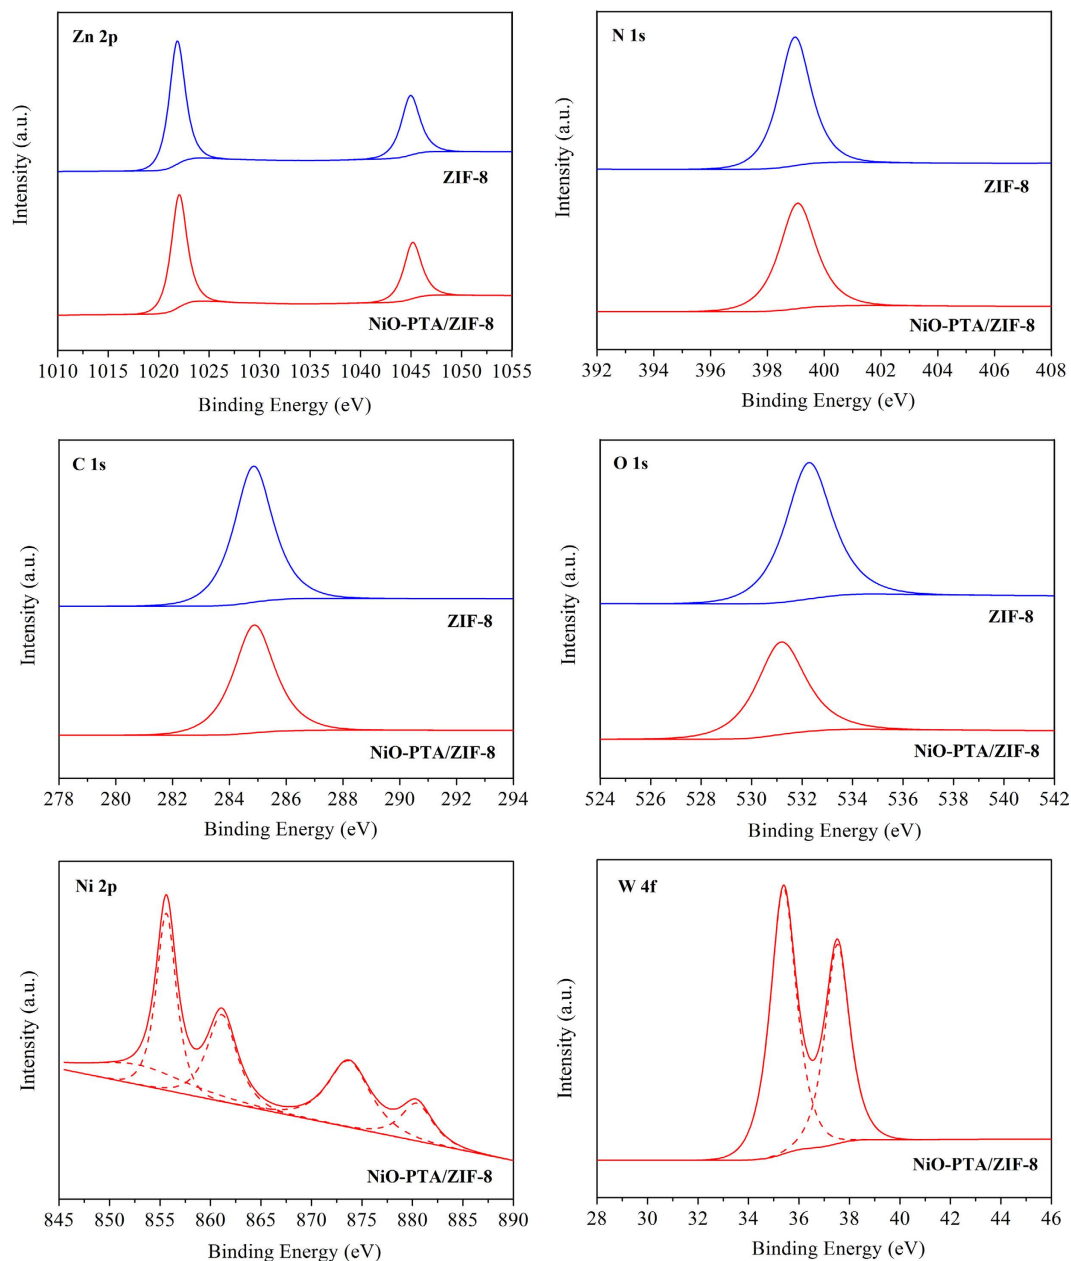 Zn 2p
Intensity (a.u.)
ZIF-8
NiO-PTA/ZIF-8
1010 1015 1020 1025 1030 1035 1040 1045 1050 1055
Binding Energy (eV)
N 1s
Intensity (a.u.)
ZIF-8
NiO-PTA/ZIF-8
392 394 396 398 400 402 404 406 408
Binding Energy (eV)
C 1s
Intensity (a.u.)
ZIF-8
NiO-PTA/ZIF-8
278 280 282 284 286 288 290 292 294
Binding Energy (eV)
O 1s
Intensity (a.u.)
ZIF-8
NiO-PTA/ZIF-8
524 526 528 530 532 534 536 538 540 542
Binding Energy (eV)
Ni 2p
Intensity (a.u.)
NiO-PTA/ZIF-8
845 850 855 860 865 870 875 880 885 890
Binding Energy (eV)
W 4f
Intensity (a.u.)
NiO-PTA/ZIF-8
28 30 32 34 36 38 40 42 44 46
Binding Energy (eV)